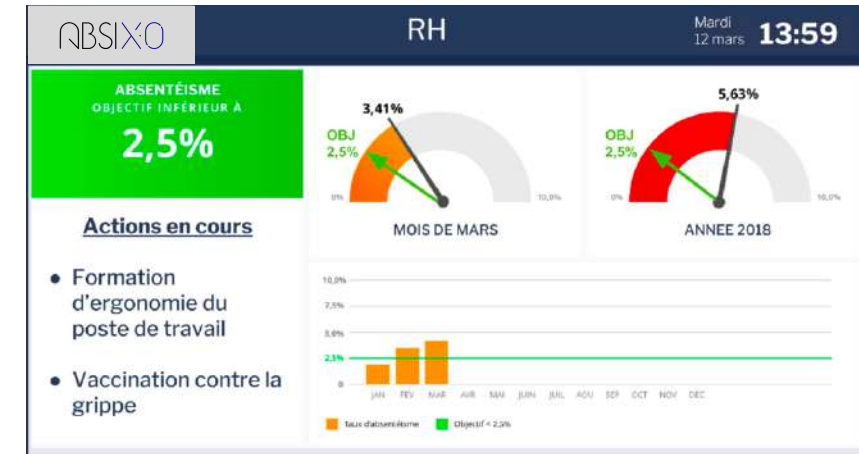 ABSIXO
RH
Mardi
12 mars
13:59
ABSENTÉISME
OBJECTIF INFÉRIEUR À
2,5%
Actions en cours
● Formation
d'ergonomie du
poste de travail
● Vaccination contre la
grippe
3,41%
OBJ
2,5%
0%
10,0%
MOIS DE MARS
5,63%
OBJ
2,5%
0%
10,0%
ANNEE 2018
10,0%
7,5%
5,0%
2,5%
0
JAN FEV MAR AVR MAI JUIN JUIL AOU SEP OCT NOV DEC
Taux d'absentéisme
Objectif < 2,5%